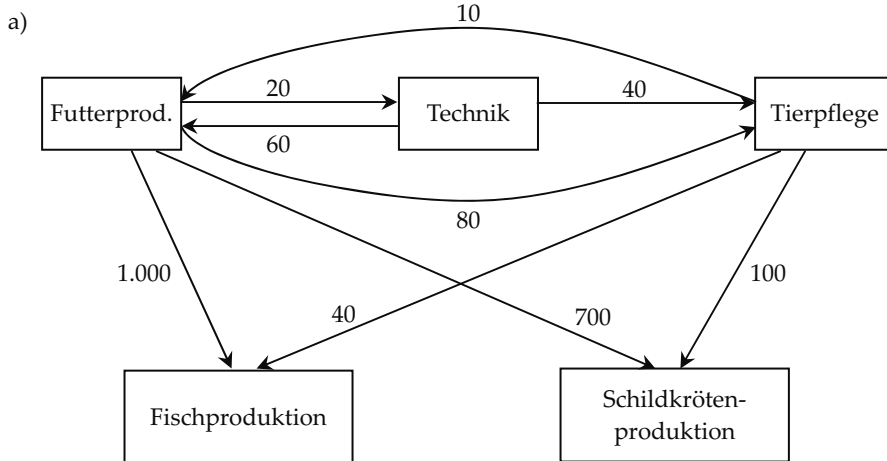 a)
10
Futterprod.
20
Technik
40
Tierpflege
60
80
1.000
40
700
100
Fischproduktion
Schildkröten-
produktion